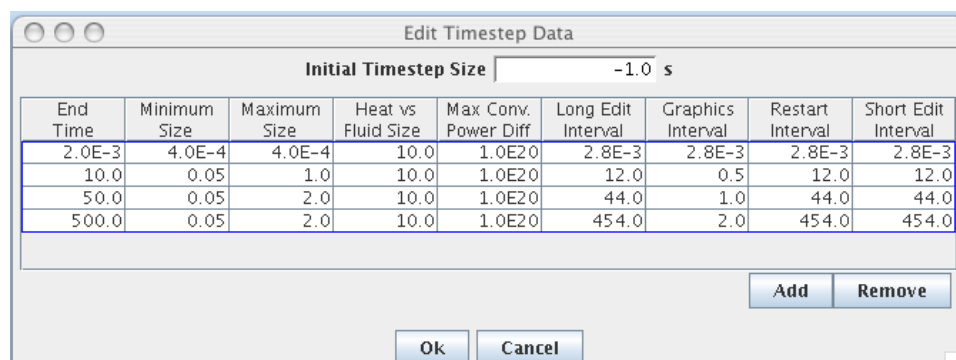 Edit Timestep Data
Initial Timestep Size -1.0 s
End Minimum Maximum Heat vs Max Conv. Long Edit Graphics Restart Short Edit
Time Size Size Fluid Size Power Diff Interval Interval Interval Interval
2.0E-3 4.0E-4 4.0E-4 10.0 1.0E20 2.8E-3 2.8E-3 2.8E-3 2.8E-3
10.0 0.05 1.0 10.0 1.0E20 12.0 0.5 12.0 12.0
50.0 0.05 2.0 10.0 1.0E20 44.0 1.0 44.0 44.0
500.0 0.05 2.0 10.0 1.0E20 454.0 2.0 454.0 454.0
Add Remove
Ok Cancel